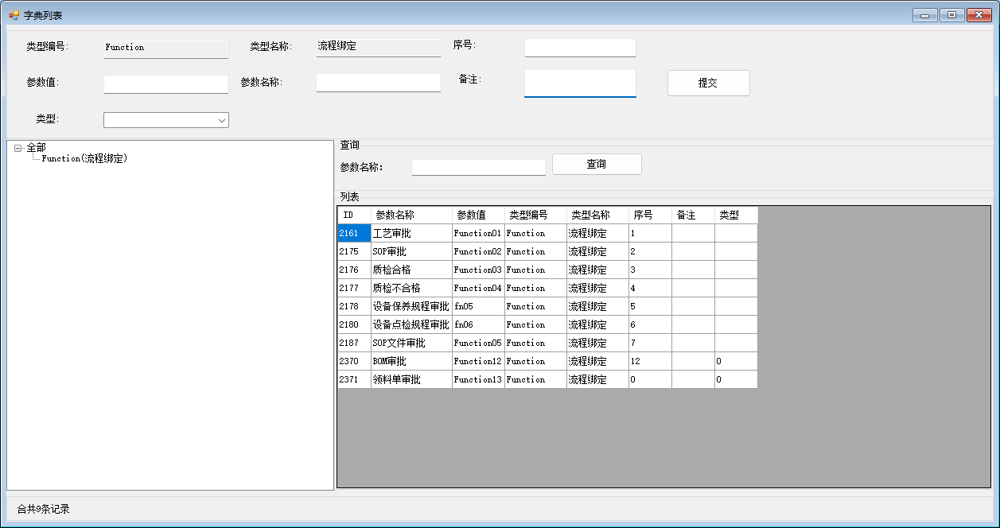 字典列表
类型编号: Function 类型名称: 流程绑定 序号:
参数值: 参数名称: 备注: 提交
类型:
全部
Function(流程绑定)
查询
参数名称: 查询
列表
ID 参数名称 参数值 类型编号 类型名称 序号 备注 类型
2161 工艺审批 Function01 Function 流程绑定 1
2175 SOP审批 Function02 Function 流程绑定 2
2176 质检合格 Function03 Function 流程绑定 3
2177 质检不合格 Function04 Function 流程绑定 4
2178 设备保养规程审批 fn05 Function 流程绑定 5
2180 设备点检规程审批 fn06 Function 流程绑定 6
2187 SOP文件审批 Function05 Function 流程绑定 7
2370 BOM审批 Function12 Function 流程绑定 12 0
2371 领料单审批 Function13 Function 流程绑定 0 0
合共9条记录